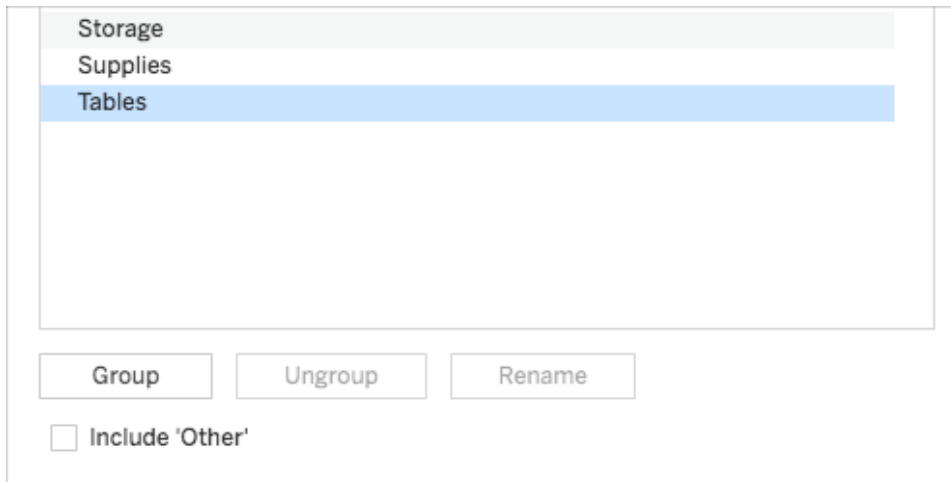 Storage
Supplies
Tables
Group Ungroup Rename
Include 'Other'